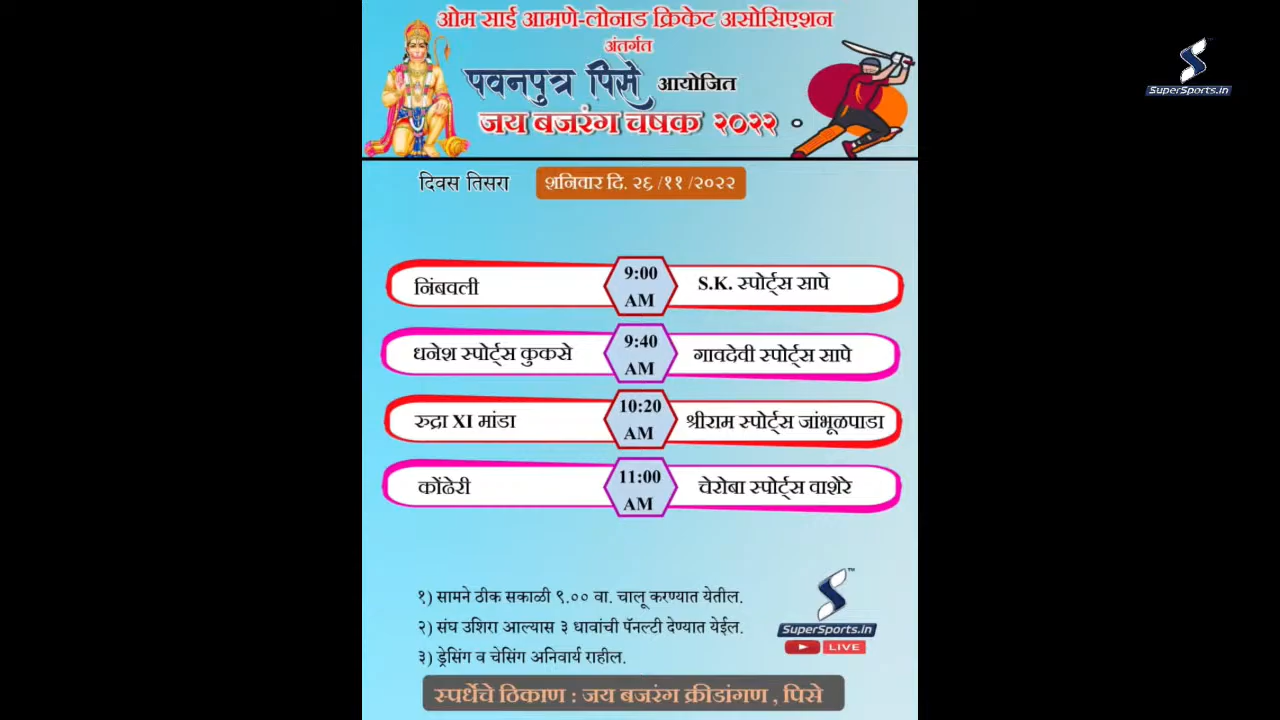 ओम साई आमणे-लोनाड क्रिकेट असोसिएशन
अंतर्गत
पवनपुत्र पिसे आयोजित
जय बजरंग चषक २०२२
SuperSports.in
दिवस तिसरा शनिवार दि. २६ /११ /२०२२
निंबवली 9:00 AM S.K. स्पोर्ट्स सापे
धनेश स्पोर्ट्स कुकसे 9:40 AM गावदेवी स्पोर्ट्स सापे
रुद्रा XI मांडा 10:20 AM श्रीराम स्पोर्ट्स जांभूळपाडा
कोंढेरी 11:00 AM चेरोबा स्पोर्ट्स वाशेरे
१) सामने ठीक सकाळी ९.०० वा. चालू करण्यात येतील.
२) संघ उशिरा आल्यास ३ धावांची पॅनल्टी देण्यात येईल.
३) ड्रेसिंग व चेसिंग अनिवार्य राहील.
SuperSports.in
LIVE
स्पर्धेचे ठिकाण : जय बजरंग क्रीडांगण , पिसे